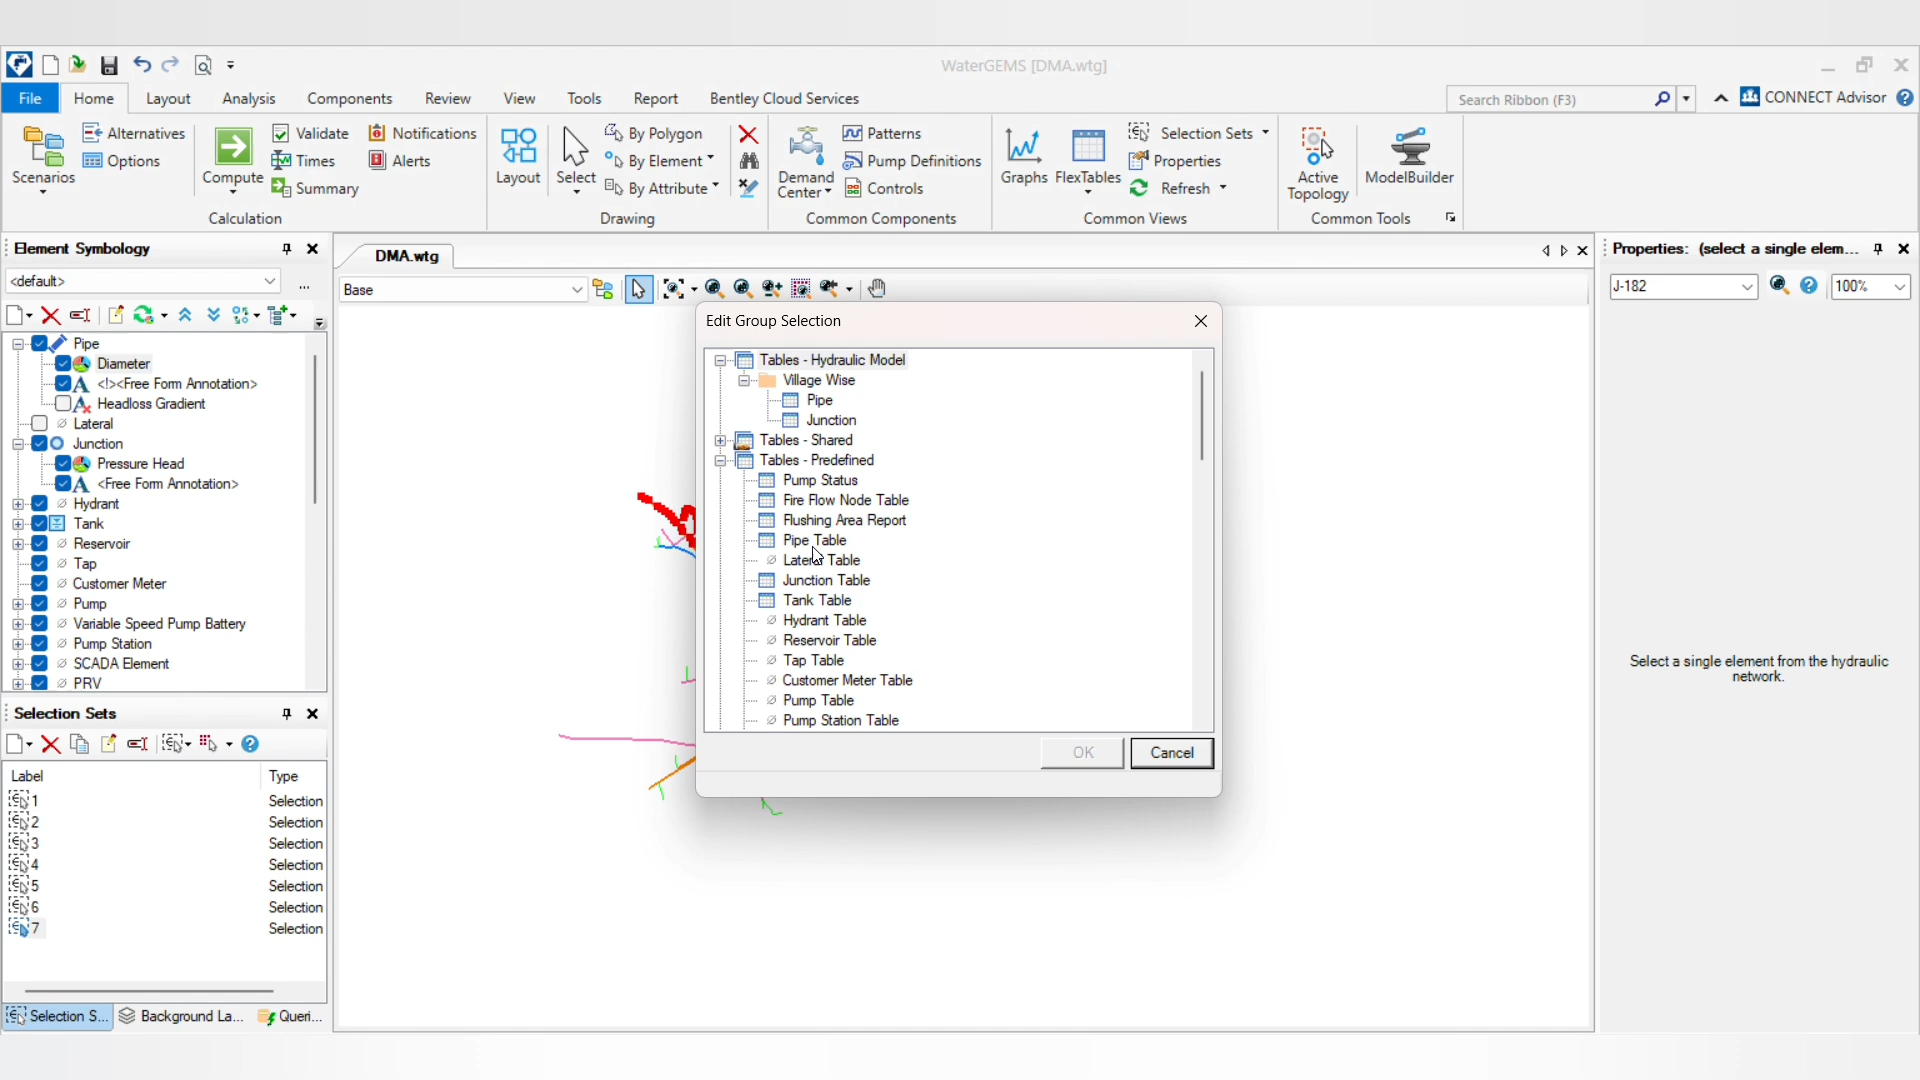 WaterGEMS [DMA.wtg]
File
Home
Layout
Analysis
Components
Review
View
Tools
Report
Bentley Cloud Services
Search Ribbon (F3)
CONNECT Advisor
Scenarios
Alternatives
Options
Compute
Validate
Times
Summary
Notifications
Alerts
Calculation
Layout
Select
By Polygon
By Element
By Attribute
Drawing
Demand
Center
Patterns
Pump Definitions
Controls
Common Components
Graphs
FlexTables
Selection Sets
Properties
Refresh
Common Views
Active
Topology
ModelBuilder
Common Tools
Element Symbology
<default>
...
Pipe
Diameter
<!><Free Form Annotation>
Headloss Gradient
Lateral
Junction
Pressure Head
<Free Form Annotation>
Hydrant
Tank
Reservoir
Tap
Customer Meter
Pump
Variable Speed Pump Battery
Pump Station
SCADA Element
PRV
Selection Sets
Label Type
1 Selection
2 Selection
3 Selection
4 Selection
5 Selection
6 Selection
7 Selection
Selection S...
Background La...
Queri...
DMA.wtg
Base
Edit Group Selection
Tables - Hydraulic Model
Village Wise
Pipe
Junction
Tables - Shared
Tables - Predefined
Pump Status
Fire Flow Node Table
Flushing Area Report
Pipe Table
Lateral Table
Junction Table
Tank Table
Hydrant Table
Reservoir Table
Tap Table
Customer Meter Table
Pump Table
Pump Station Table
OK
Cancel
Properties: (select a single elem...
J-182
100%
Select a single element from the hydraulic
network.